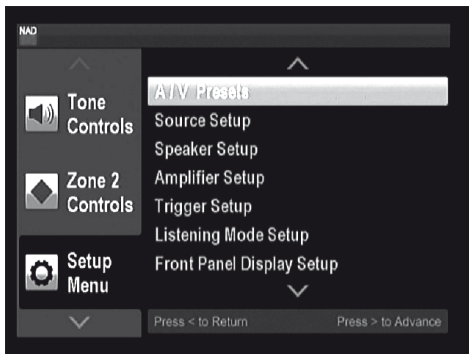 NAD
Tone
Controls
Zone 2
Controls
Setup
Menu
A/V Presets
Source Setup
Speaker Setup
Amplifier Setup
Trigger Setup
Listening Mode Setup
Front Panel Display Setup
Press < to Return
Press > to Advance